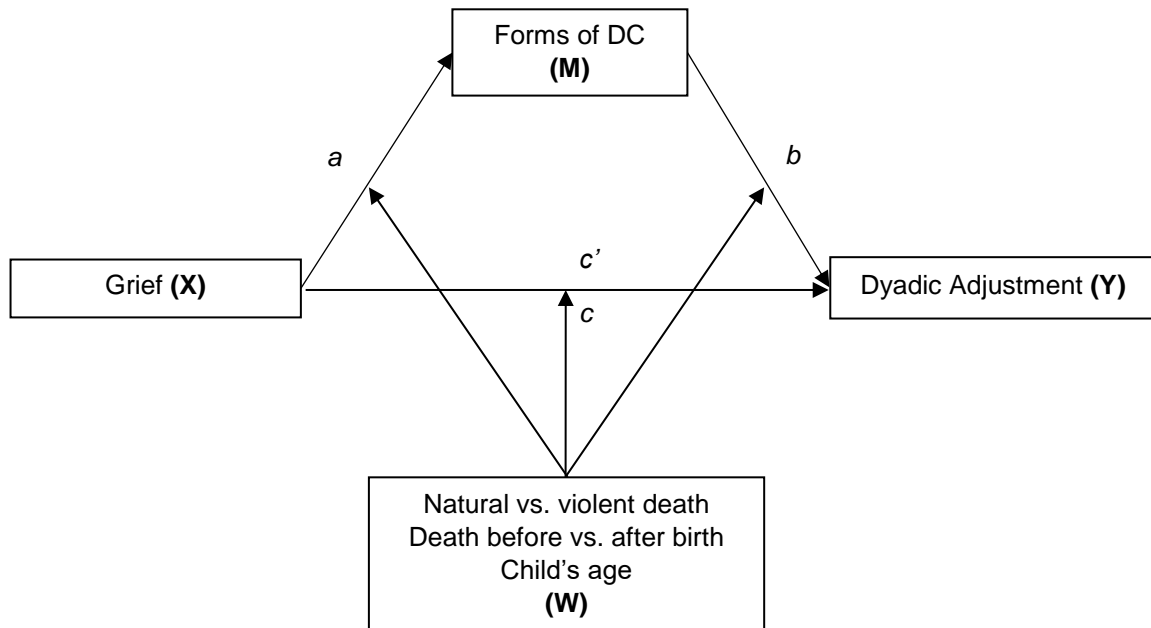 Forms of DC
(M)
a
b
c’
Grief (X)
Dyadic Adjustment (Y)
c
Natural vs. violent death
Death before vs. after birth
Child’s age
(W)